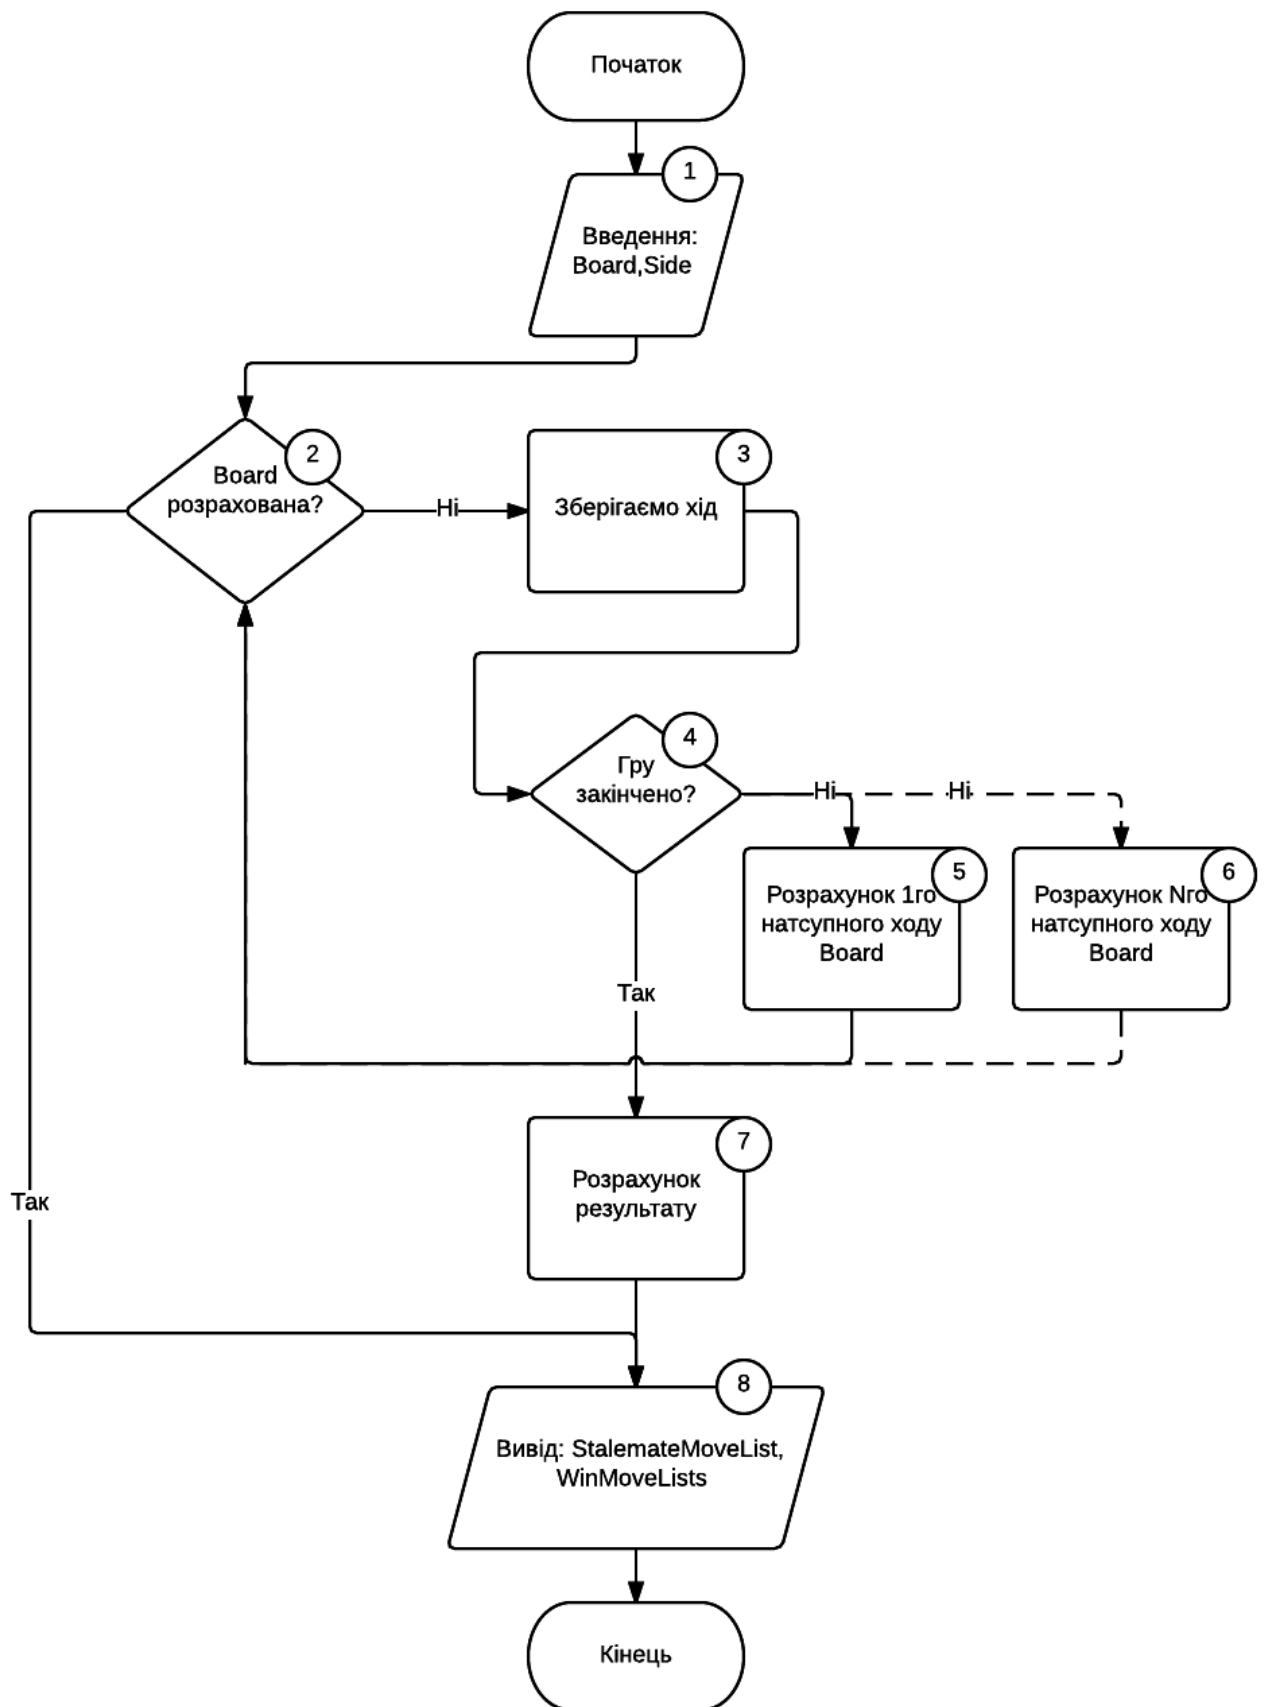 Початок
1
Введення:
Board,Side
2
Board
розрахована?
Ні
3
Зберігаємо хід
4
Гру
закінчено?
Ні
Ні
5
Розрахунок 1го
натсупного ходу
Board
6
Розрахунок Nго
натсупного ходу
Board
Так
7
Розрахунок
результату
Так
8
Вивід: StalemateMoveList,
WinMoveLists
Кінець